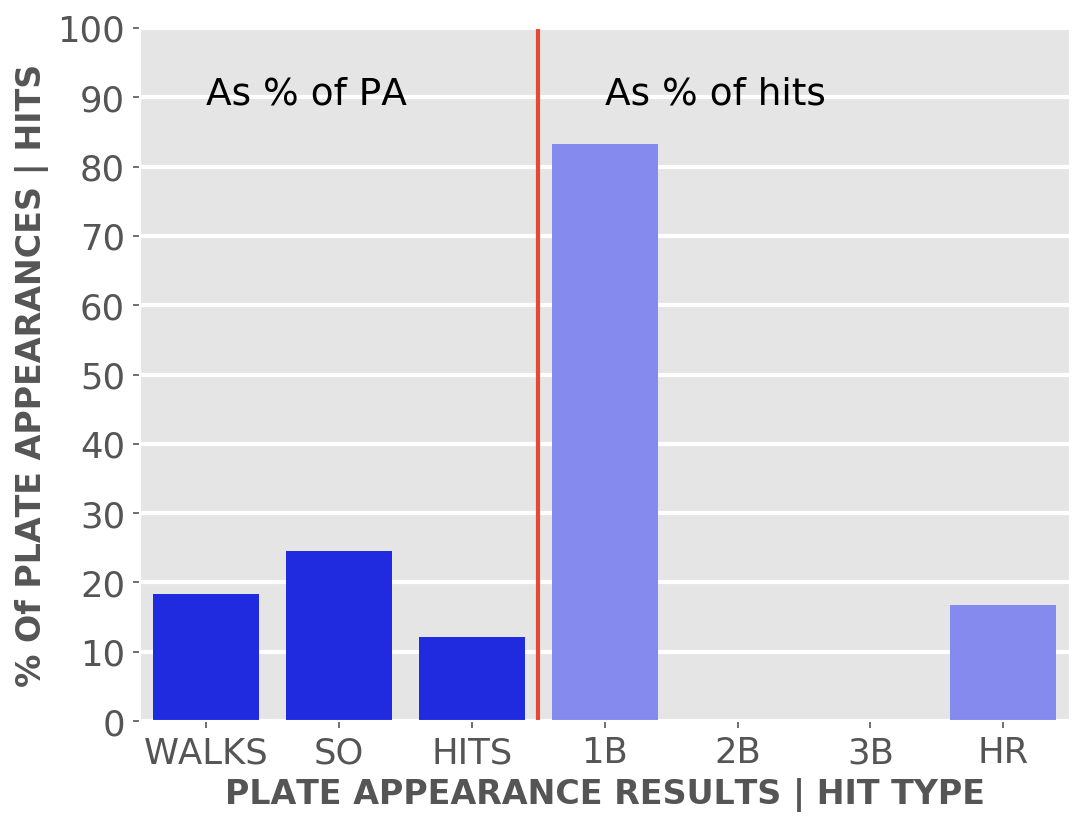 % Of PLATE APPEARANCES | HITS
100
90
80
70
60
50
40
30
20
10
0
As % of PA
As % of hits
WALKS SO HITS 1B 2B 3B HR
PLATE APPEARANCE RESULTS | HIT TYPE